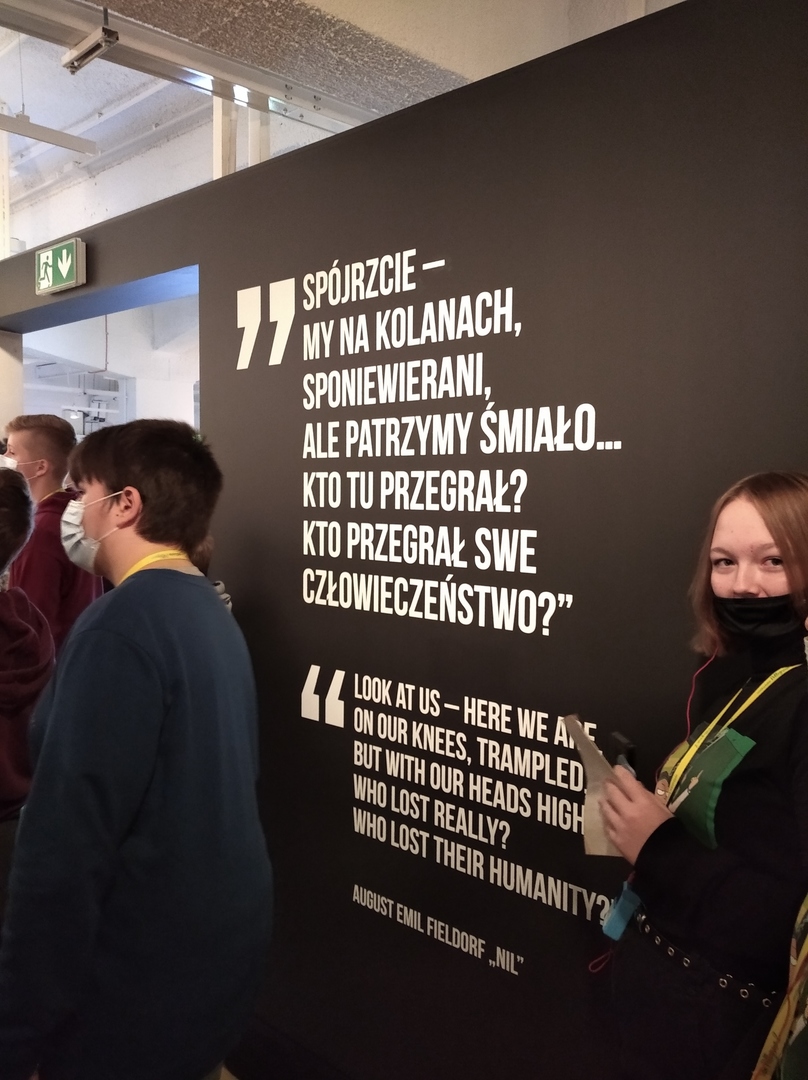 ” SPÓJRZCIE –
MY NA KOLANACH,
SPONIEWIERANI,
ALE PATRZYMY ŚMIAŁO...
KTO TU PRZEGRAŁ?
KTO PRZEGRAŁ SWE
CZŁOWIECZEŃSTWO?”
“ LOOK AT US – HERE WE ARE
ON OUR KNEES, TRAMPLED,
BUT WITH OUR HEADS HIGH
WHO LOST REALLY?
WHO LOST THEIR HUMANITY?”
AUGUST EMIL FIELDORF „NIL”